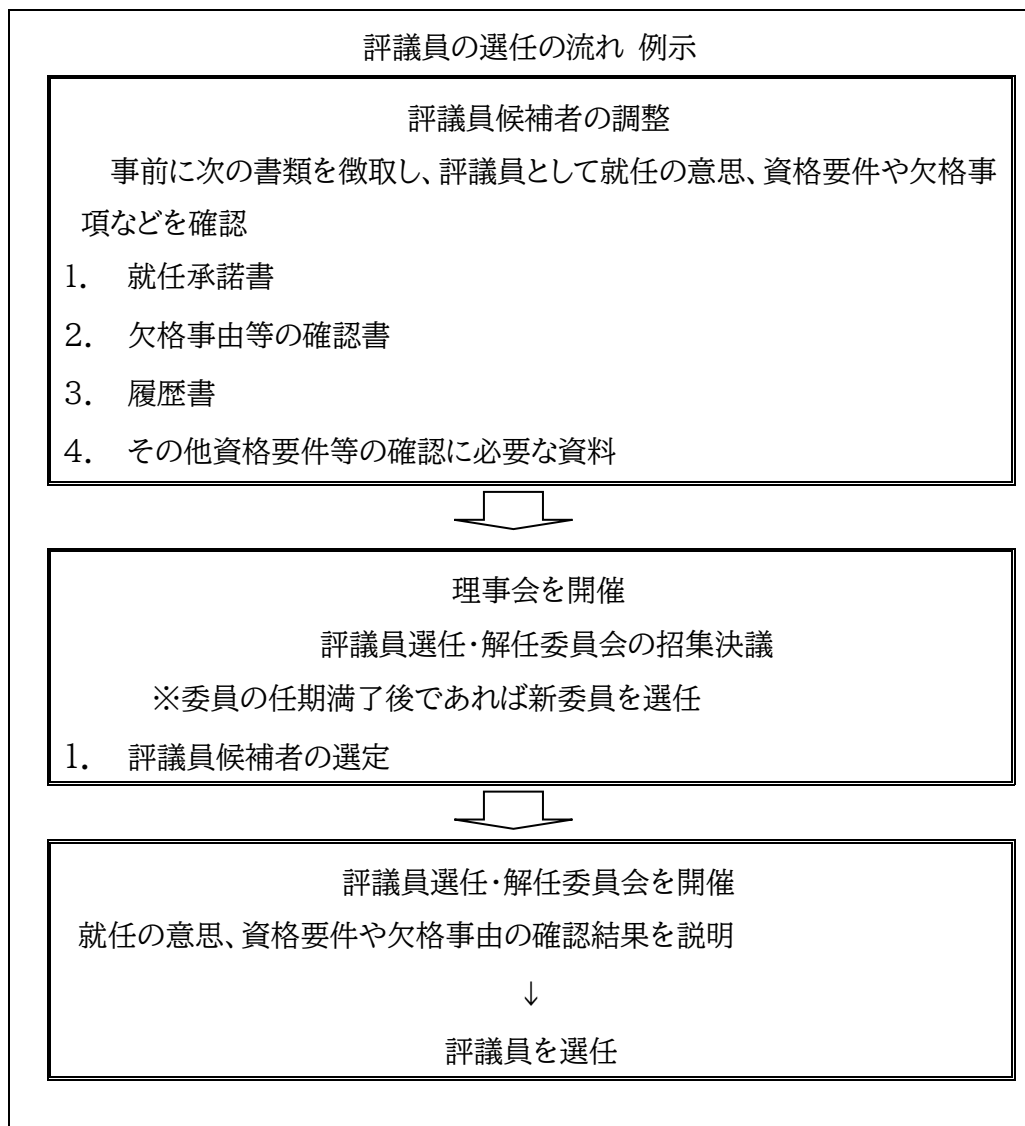 評議員の選任の流れ 例示
評議員候補者の調整
事前に次の書類を徴取し、評議員として就任の意思、資格要件や欠格事
項などを確認
1． 就任承諾書
2． 欠格事由等の確認書
3． 履歴書
4． その他資格要件等の確認に必要な資料
理事会を開催
評議員選任・解任委員会の招集決議
※委員の任期満了後であれば新委員を選任
1． 評議員候補者の選定
評議員選任・解任委員会を開催
就任の意思、資格要件や欠格事由の確認結果を説明
↓
評議員を選任